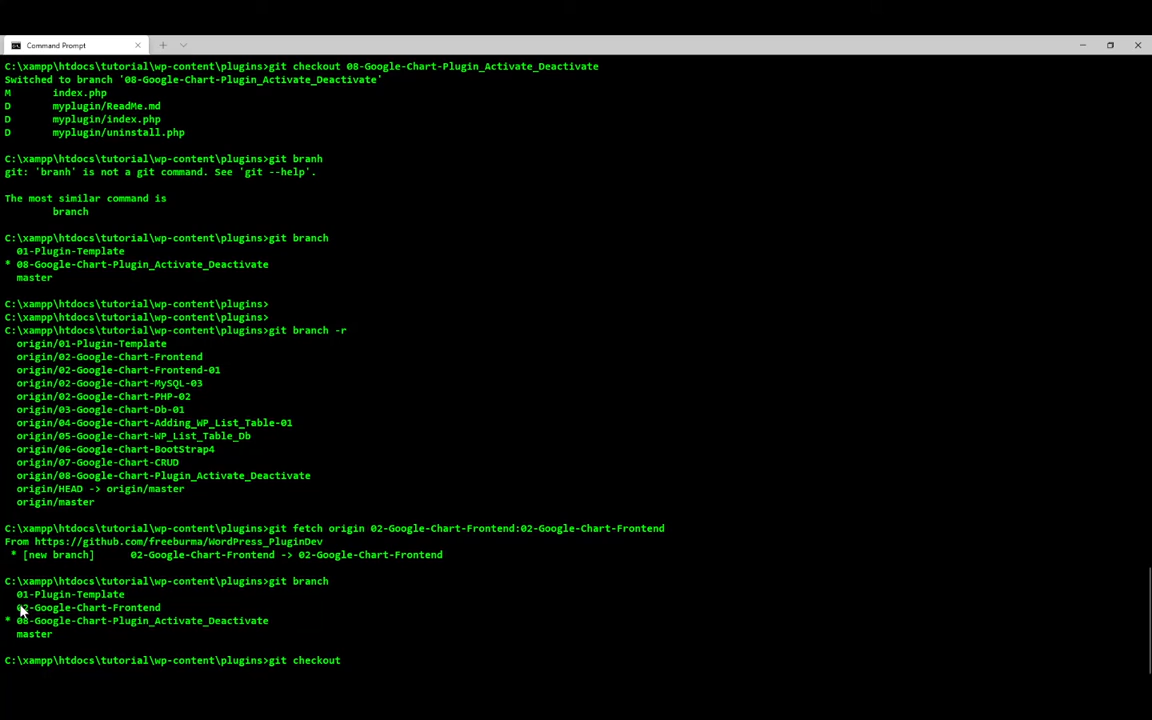 Command Prompt
C:\xampp\htdocs\tutorial\wp-content\plugins>git checkout 08-Google-Chart-Plugin_Activate_Deactivate
Switched to branch '08-Google-Chart-Plugin_Activate_Deactivate'
M       index.php
D       myplugin/ReadMe.md
D       myplugin/index.php
D       myplugin/uninstall.php
C:\xampp\htdocs\tutorial\wp-content\plugins>git branh
git: 'branh' is not a git command. See 'git --help'.
The most similar command is
        branch
C:\xampp\htdocs\tutorial\wp-content\plugins>git branch
  01-Plugin-Template
* 08-Google-Chart-Plugin_Activate_Deactivate
  master
C:\xampp\htdocs\tutorial\wp-content\plugins>
C:\xampp\htdocs\tutorial\wp-content\plugins>
C:\xampp\htdocs\tutorial\wp-content\plugins>git branch -r
  origin/01-Plugin-Template
  origin/02-Google-Chart-Frontend
  origin/02-Google-Chart-Frontend-01
  origin/02-Google-Chart-MySQL-03
  origin/02-Google-Chart-PHP-02
  origin/03-Google-Chart-Db-01
  origin/04-Google-Chart-Adding_WP_List_Table-01
  origin/05-Google-Chart-WP_List_Table_Db
  origin/06-Google-Chart-BootStrap4
  origin/07-Google-Chart-CRUD
  origin/08-Google-Chart-Plugin_Activate_Deactivate
  origin/HEAD -> origin/master
  origin/master
C:\xampp\htdocs\tutorial\wp-content\plugins>git fetch origin 02-Google-Chart-Frontend:02-Google-Chart-Frontend
From https://github.com/freeburma/WordPress_PluginDev
 * [new branch]      02-Google-Chart-Frontend -> 02-Google-Chart-Frontend
C:\xampp\htdocs\tutorial\wp-content\plugins>git branch
  01-Plugin-Template
  02-Google-Chart-Frontend
* 08-Google-Chart-Plugin_Activate_Deactivate
  master
C:\xampp\htdocs\tutorial\wp-content\plugins>git checkout